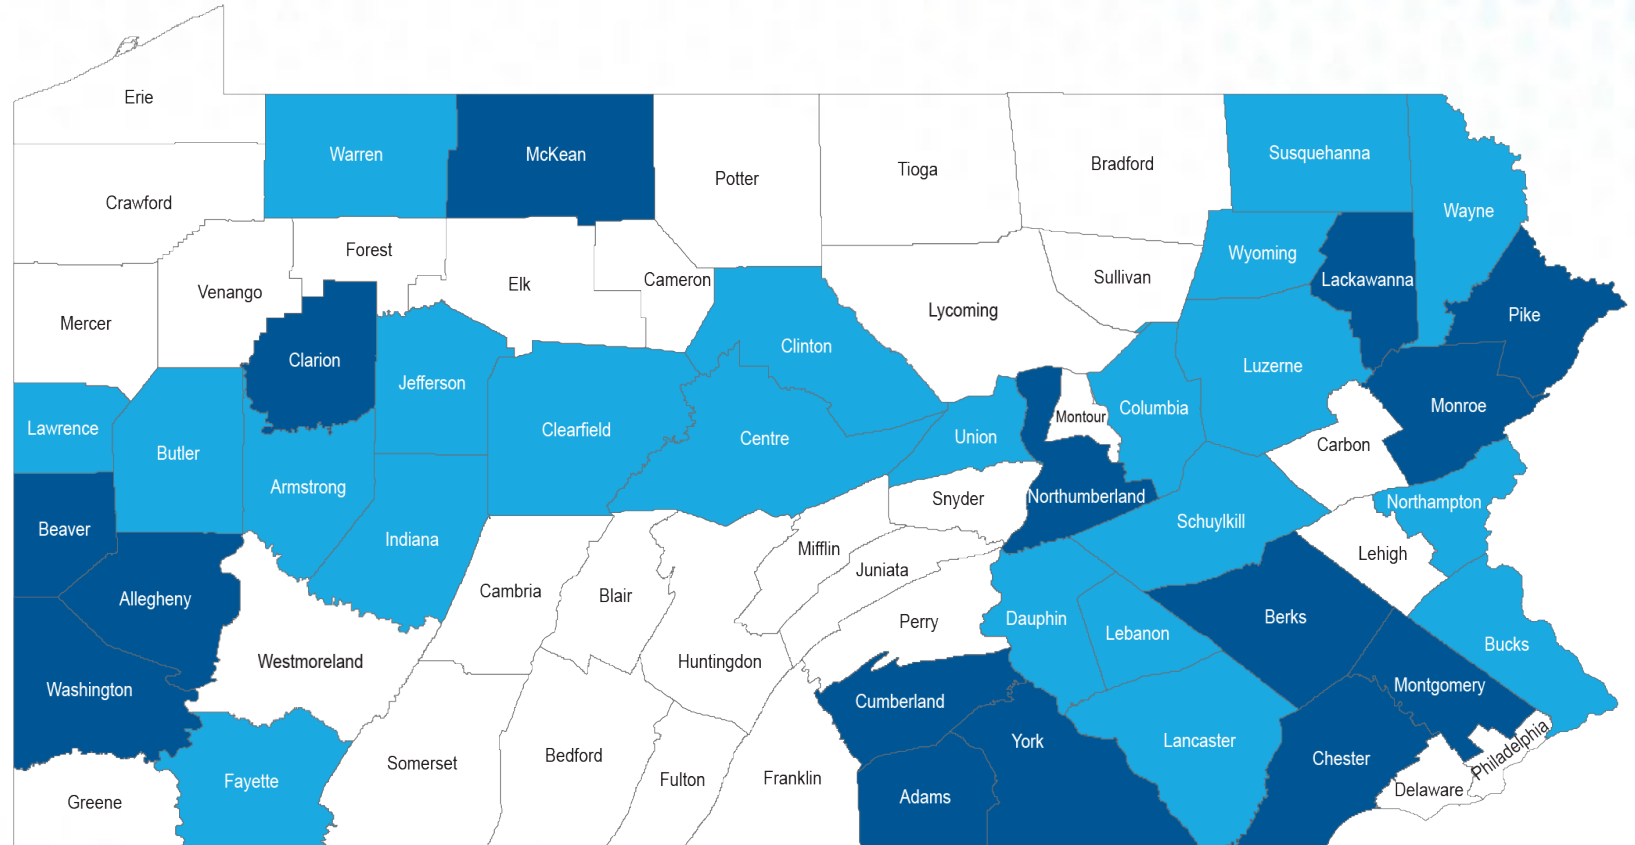 Erie
Warren
McKean
Susquehanna
Bradford
Tioga
Potter
Crawford
Wayne
Forest
Wyoming
Lackawanna
Sullivan
Cameron
Elk
Venango
Lycoming
Pike
Mercer
Clinton
Clarion
Luzerne
Jefferson
Monroe
Columbia
Montour
Lawrence
Clearfield
Centre
Union
Carbon
Butler
Armstrong
Snyder
Northumberland
Northampton
Schuylkill
Beaver
Indiana
Mifflin
Lehigh
Juniata
Cambria
Blair
Allegheny
Perry
Dauphin
Berks
Lebanon
Bucks
Westmoreland
Huntingdon
Washington
Montgomery
Cumberland
York
Lancaster
Philadelphia
Bedford
Chester
Somerset
Fulton
Franklin
Fayette
Delaware
Adams
Greene